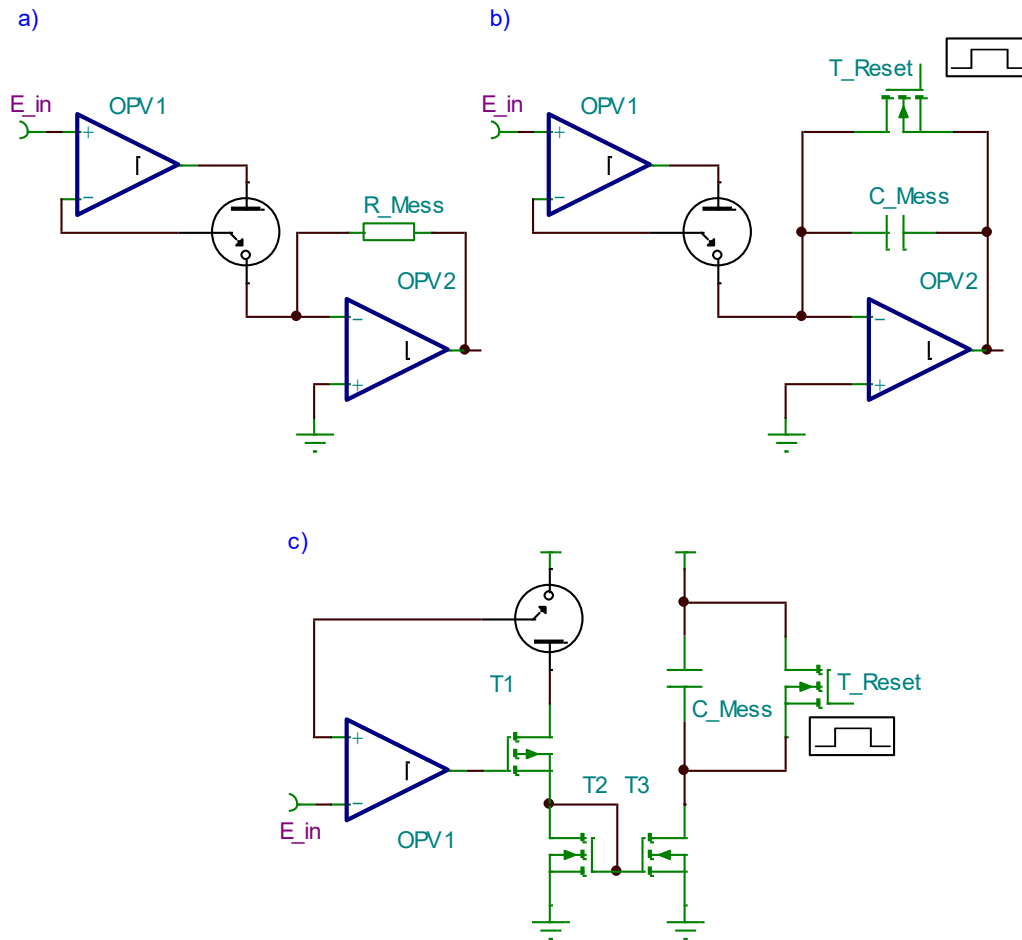 a)
E_in
OPV1
+
−
R_Mess
OPV2
−
+
b)
E_in
OPV1
+
−
T_Reset
C_Mess
OPV2
−
+
c)
T1
C_Mess
T_Reset
+
−
E_in
OPV1
T2
T3